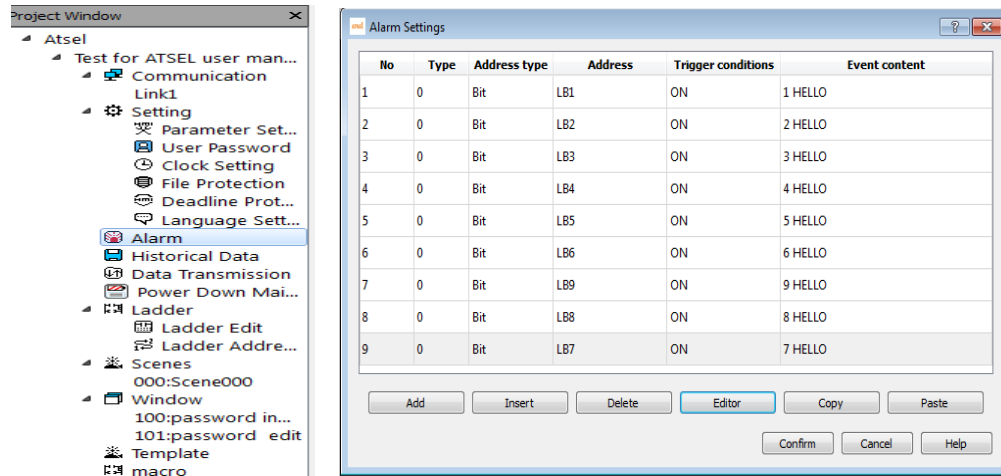 Project Window
Atsel
Test for ATSEL user man...
Communication
Link1
Setting
Parameter Set...
User Password
Clock Setting
File Protection
Deadline Prot...
Language Sett...
Alarm
Historical Data
Data Transmission
Power Down Mai...
Ladder
Ladder Edit
Ladder Addre...
Scenes
000:Scene000
Window
100:password in...
101:password edit
Template
macro
Alarm Settings
No Type Address type Address Trigger conditions Event content
1 0 Bit LB1 ON 1 HELLO
2 0 Bit LB2 ON 2 HELLO
3 0 Bit LB3 ON 3 HELLO
4 0 Bit LB4 ON 4 HELLO
5 0 Bit LB5 ON 5 HELLO
6 0 Bit LB6 ON 6 HELLO
7 0 Bit LB9 ON 9 HELLO
8 0 Bit LB8 ON 8 HELLO
9 0 Bit LB7 ON 7 HELLO
Add Insert Delete Editor Copy Paste
Confirm Cancel Help